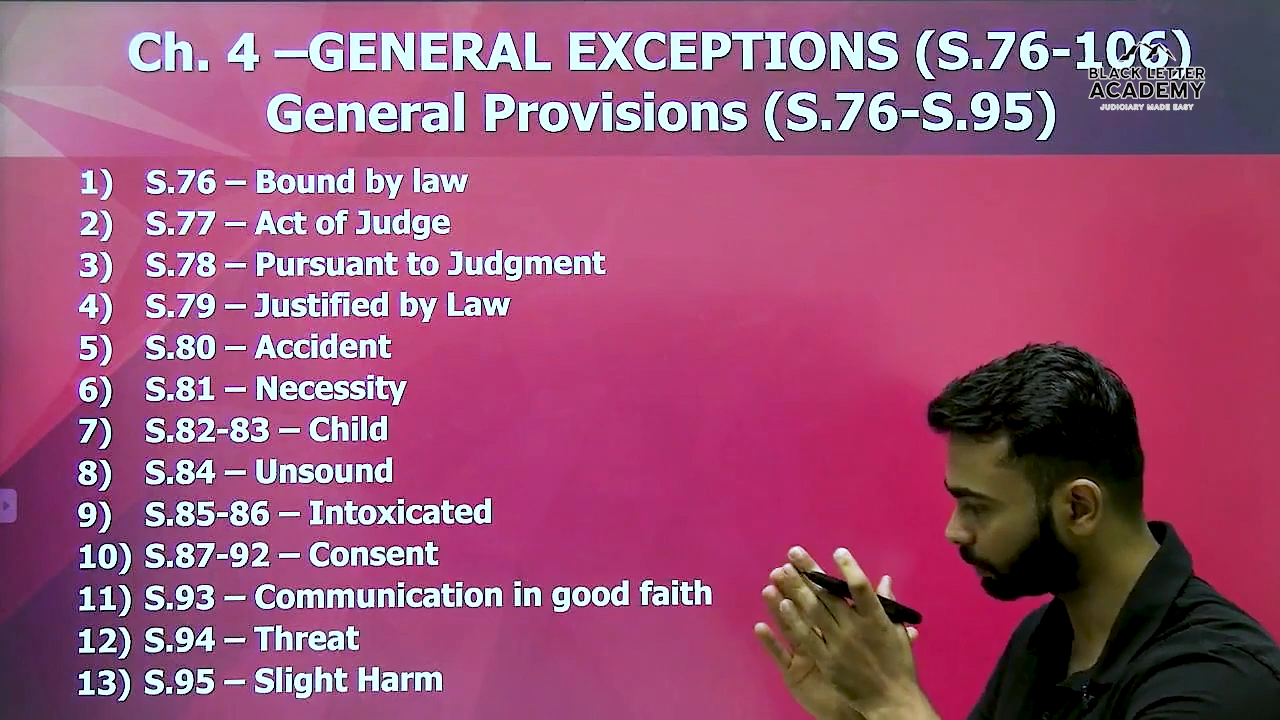 Ch. 4 –GENERAL EXCEPTIONS (S.76-106)
General Provisions (S.76-S.95)
BLACK LETTER
ACADEMY
JUDICIARY MADE EASY
1) S.76 – Bound by law
2) S.77 – Act of Judge
3) S.78 – Pursuant to Judgment
4) S.79 – Justified by Law
5) S.80 – Accident
6) S.81 – Necessity
7) S.82-83 – Child
8) S.84 – Unsound
9) S.85-86 – Intoxicated
10) S.87-92 – Consent
11) S.93 – Communication in good faith
12) S.94 – Threat
13) S.95 – Slight Harm